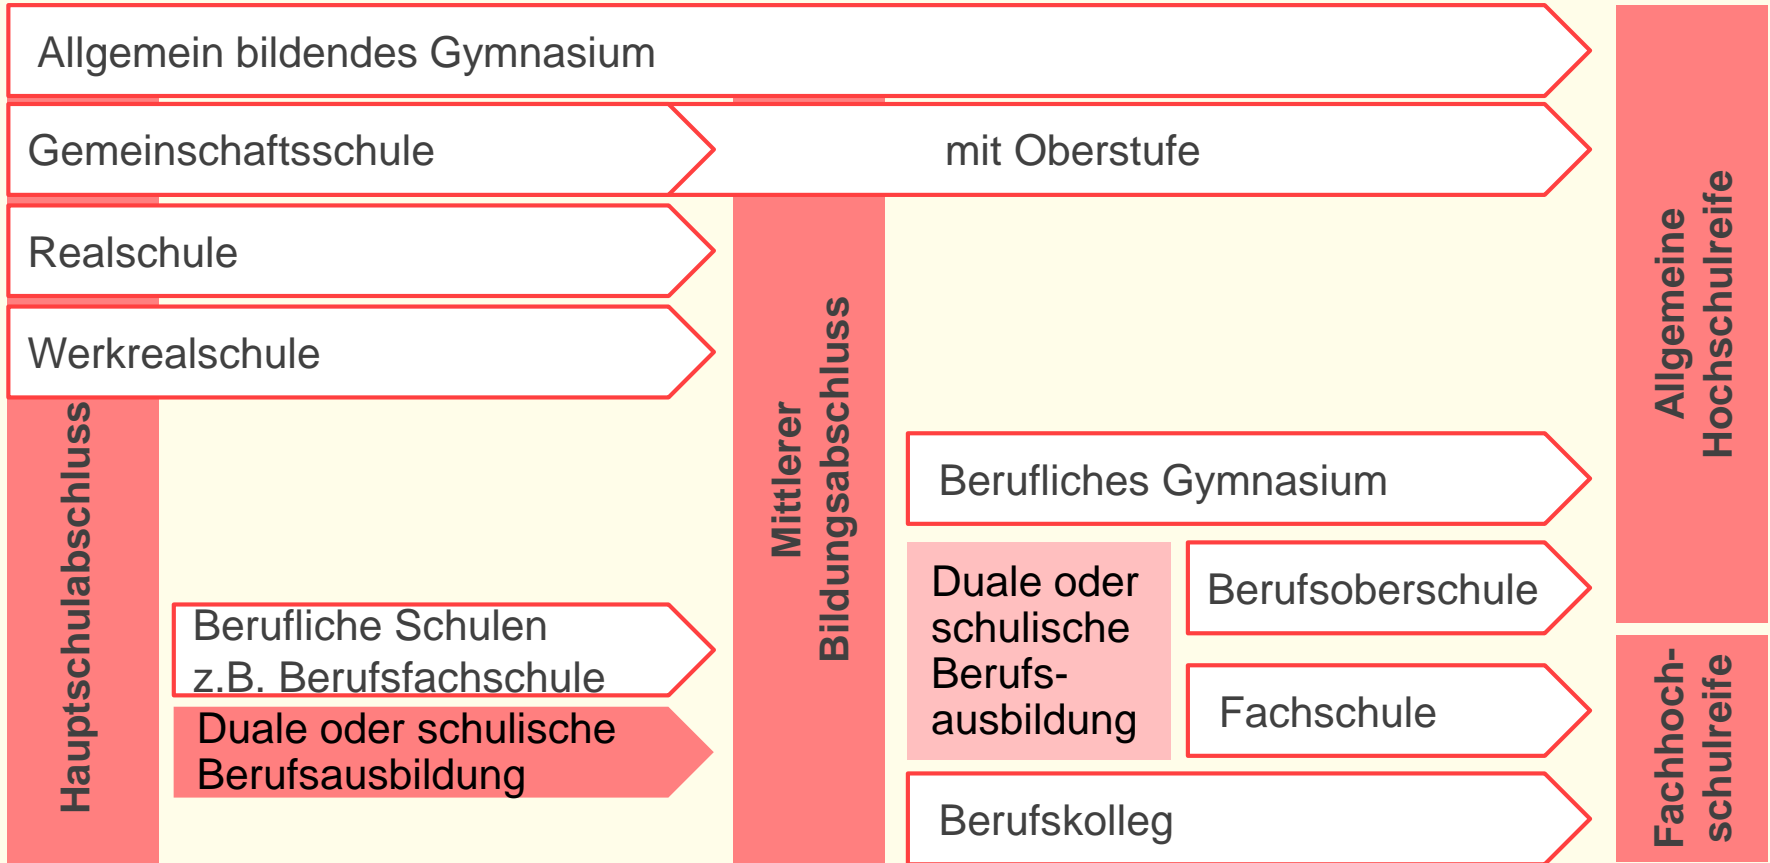 Allgemein bildendes Gymnasium
Gemeinschaftsschule
mit Oberstufe
Realschule
Werkrealschule
Hauptschulabschluss
Berufliche Schulen
z.B. Berufsfachschule
Duale oder schulische
Berufsausbildung
Mittlerer
Bildungsabschluss
Berufliches Gymnasium
Duale oder
schulische
Berufs-
ausbildung
Berufsoberschule
Fachschule
Berufskolleg
Allgemeine
Hochschulreife
Fachhoch-
schulreife